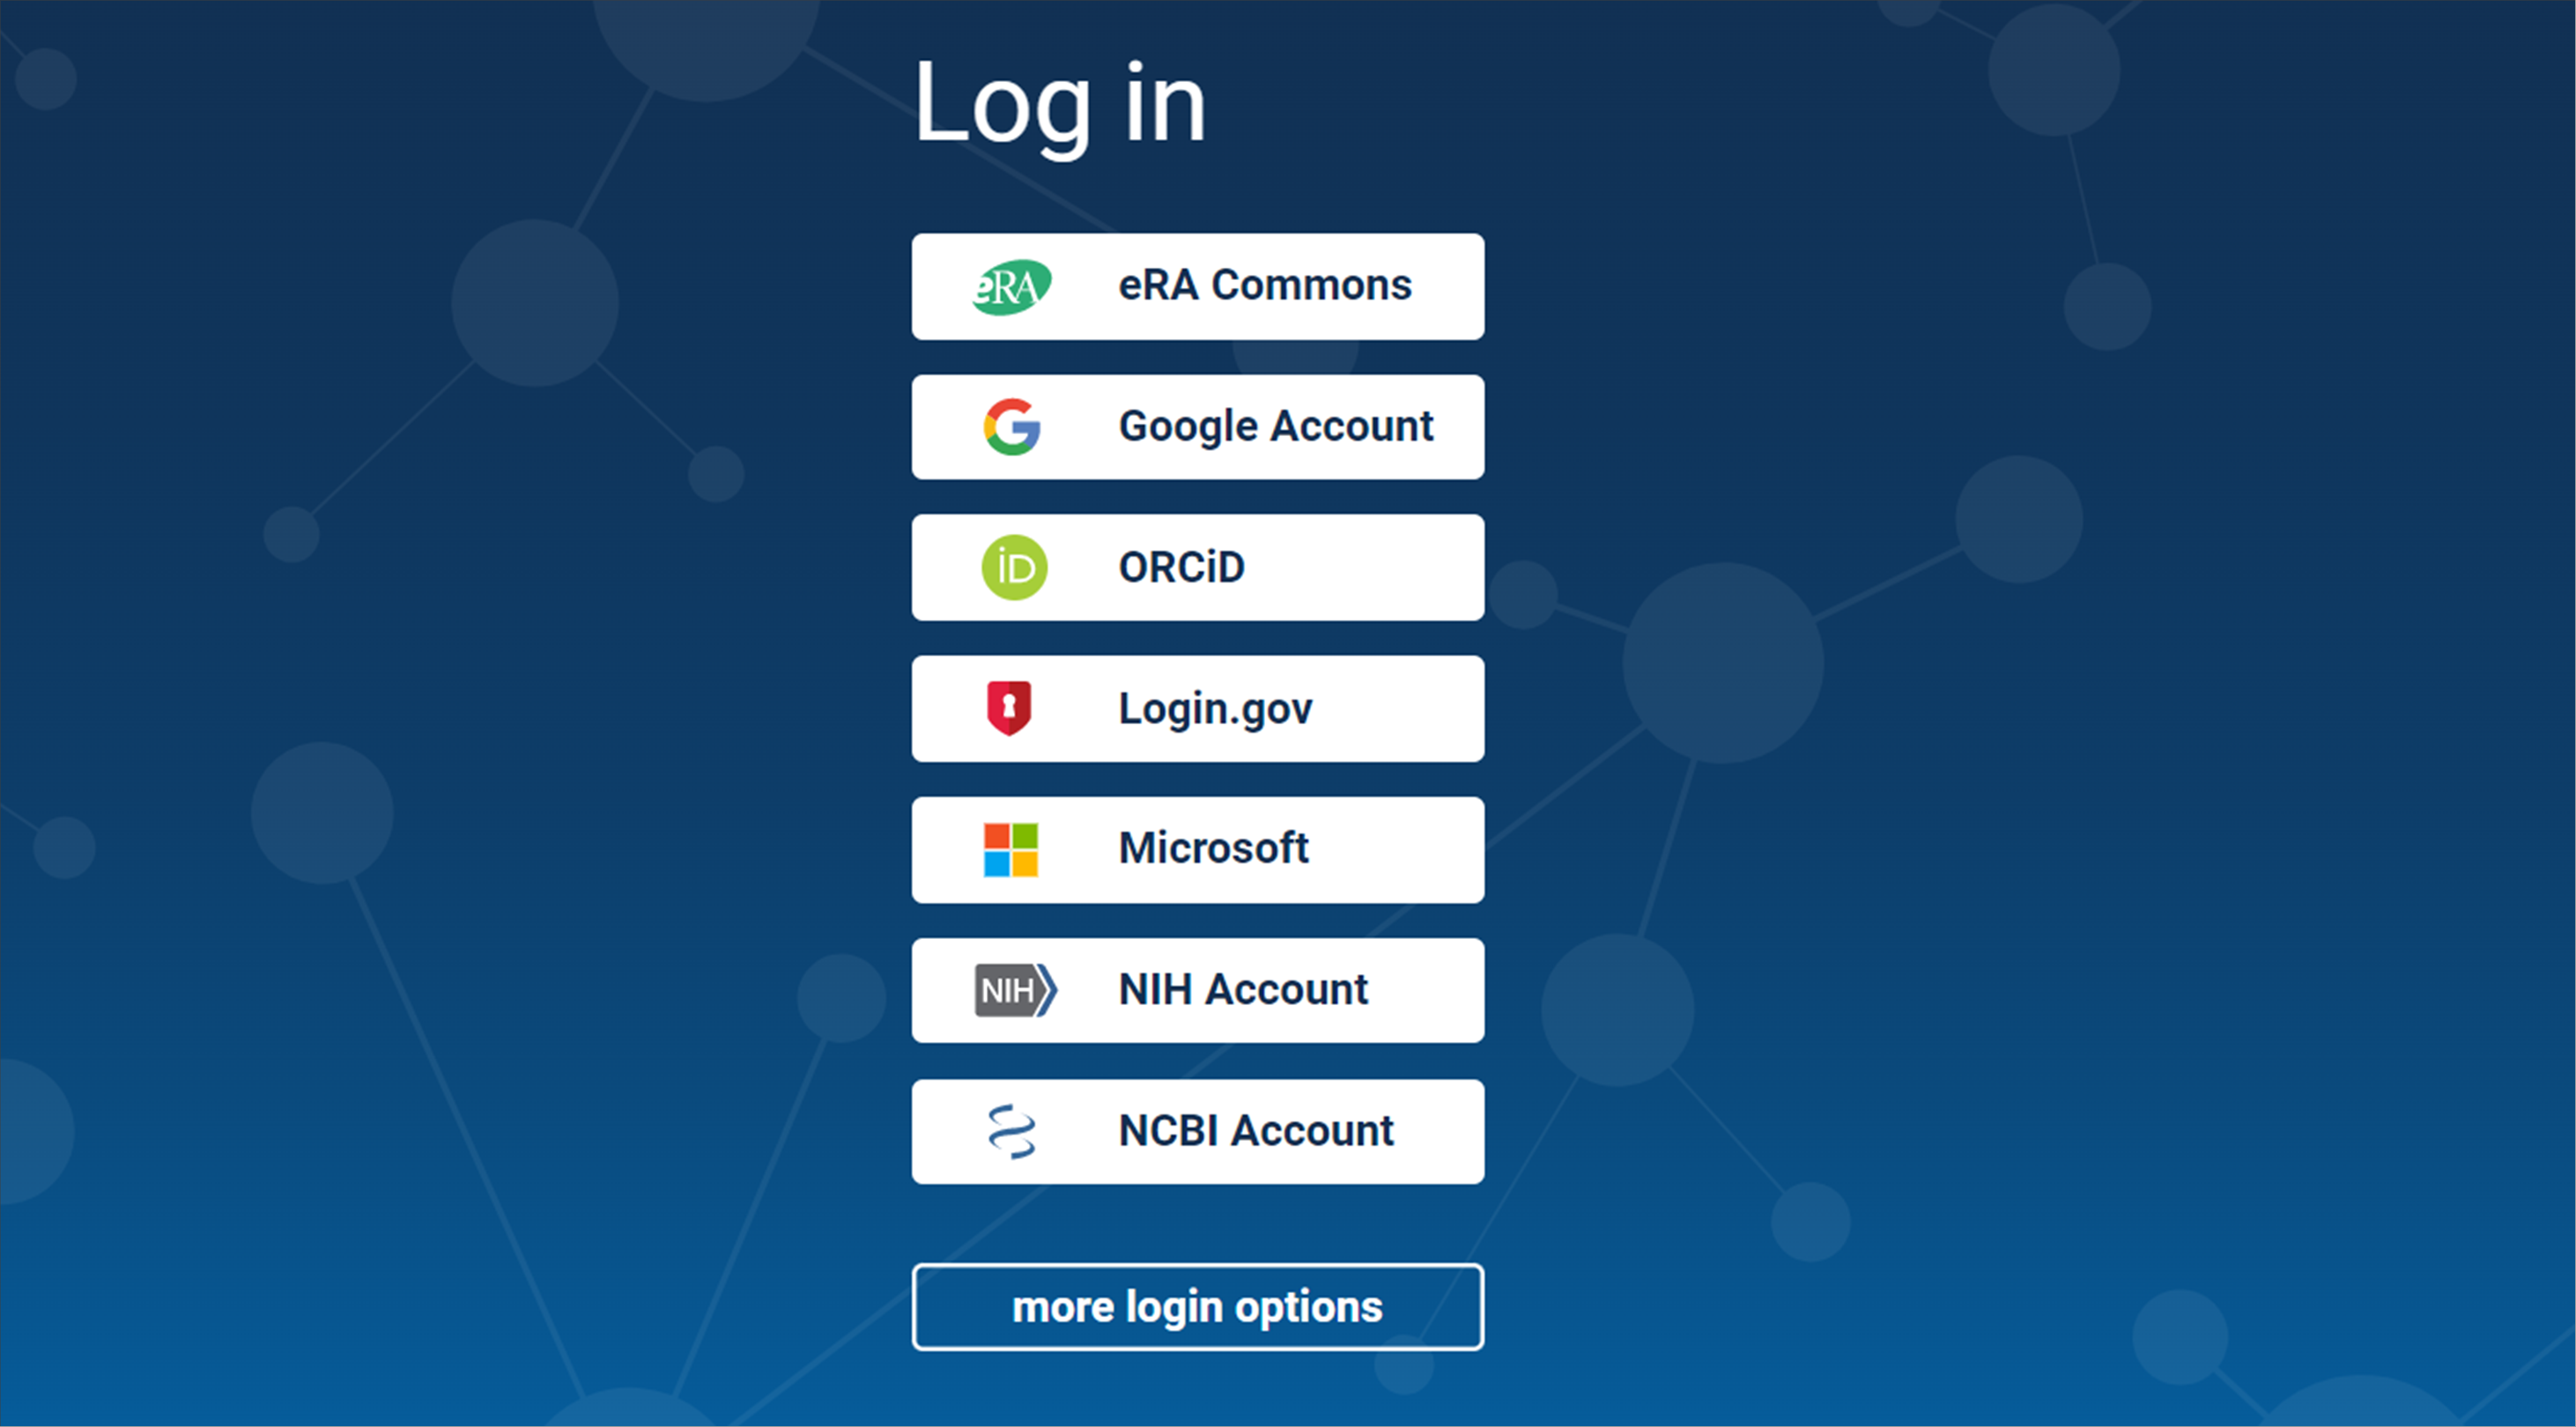 Log in
eRA eRA Commons
Google Account
iD ORCiD
Login.gov
Microsoft
NIH NIH Account
NCBI Account
more login options